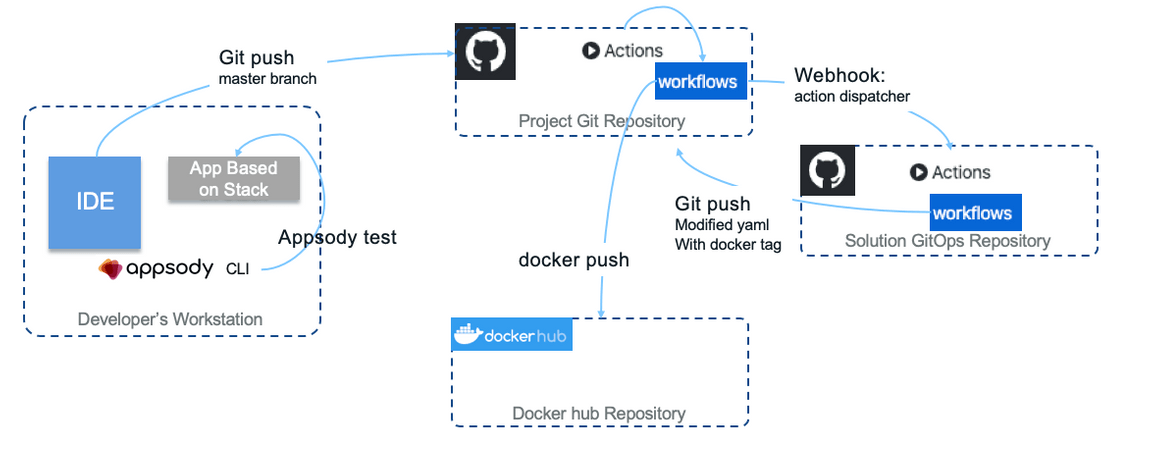 Git push
master branch
IDE
App Based
on Stack
Appsody test
appsody CLI
Developer's Workstation
Actions
workflows
Project Git Repository
Webhook:
action dispatcher
Actions
workflows
Solution GitOps Repository
Git push
Modified yaml
With docker tag
docker push
dockerhub
Docker hub Repository